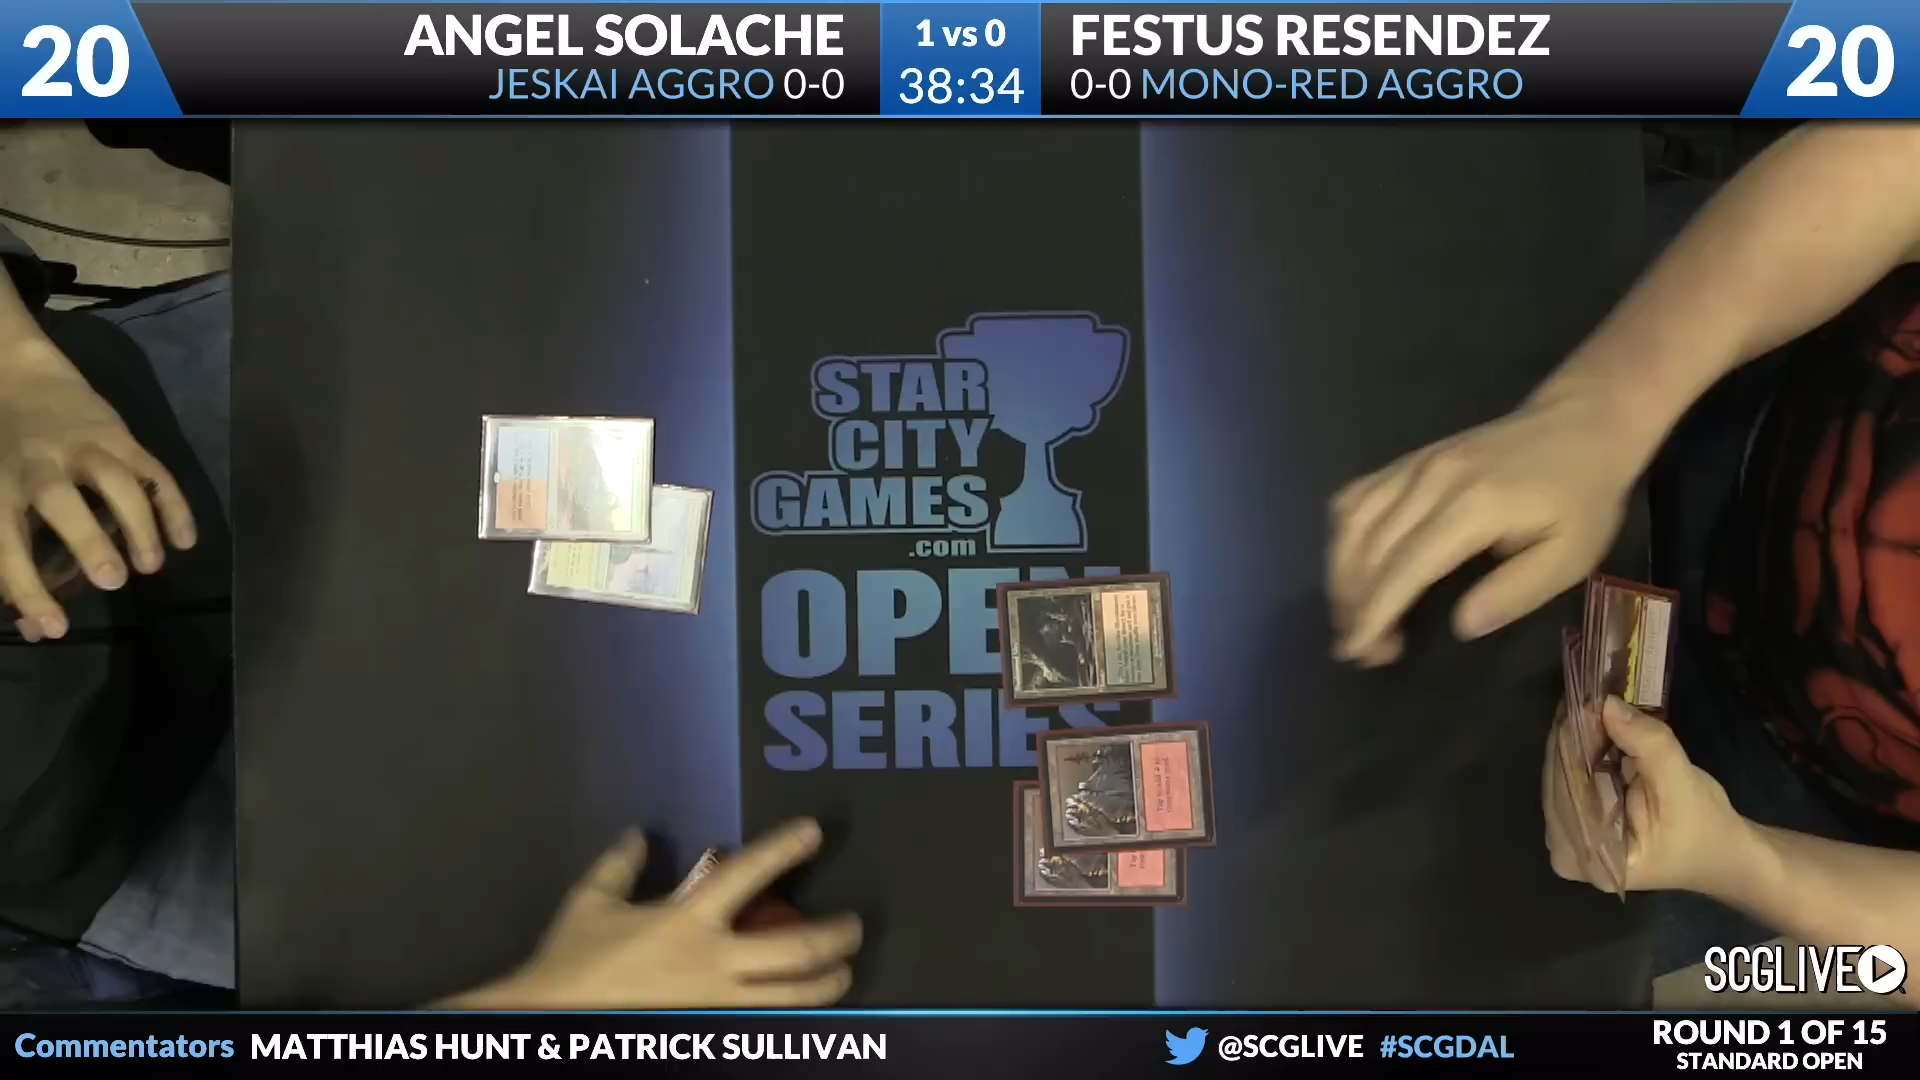 20
ANGEL SOLACHE
JESKAI AGGRO 0-0
1 vs 0
38:34
FESTUS RESENDEZ
0-0 MONO-RED AGGRO
20
STAR
CITY
GAMES
.com
OPEN
SERIES
SCGLIVE
Commentators MATTHIAS HUNT & PATRICK SULLIVAN
@SCGLIVE #SCGDAL
ROUND 1 OF 15
STANDARD OPEN